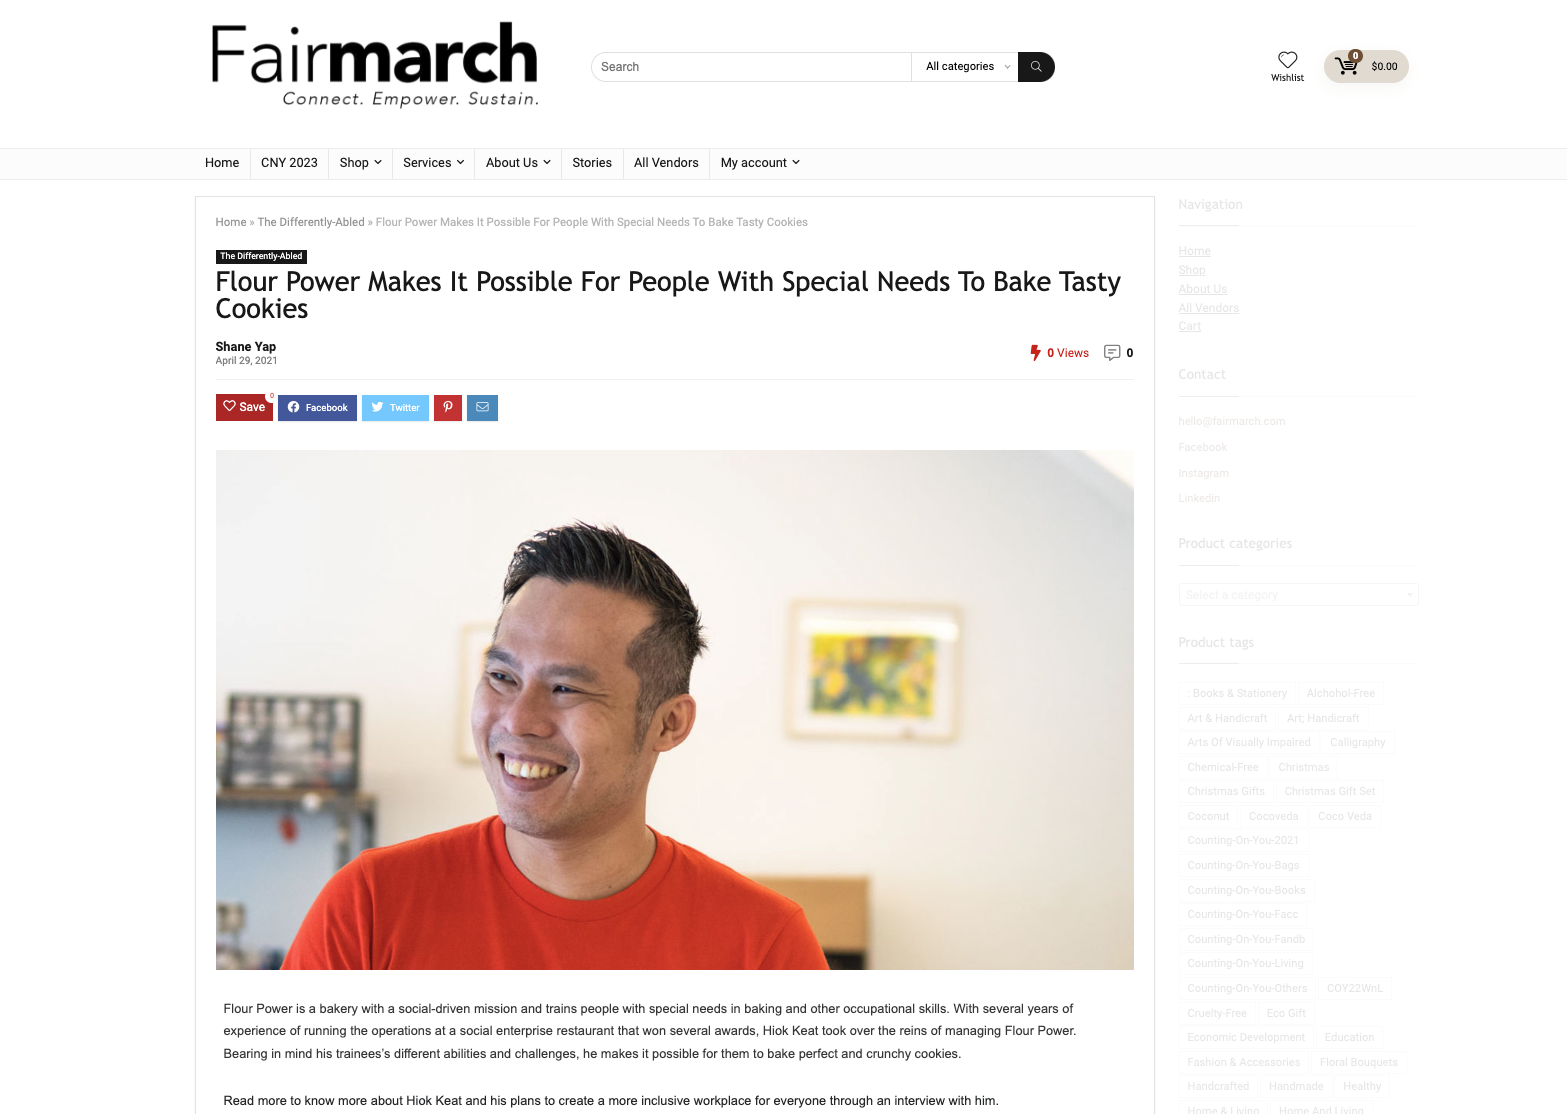 Fairmarch
Connect. Empower. Sustain.
Search
All categories
Wishlist
0
$0.00
Home
CNY 2023
Shop
Services
About Us
Stories
All Vendors
My account
Home » The Differently-Abled » Flour Power Makes It Possible For People With Special Needs To Bake Tasty Cookies
The Differently-Abled
Flour Power Makes It Possible For People With Special Needs To Bake Tasty
Cookies
Shane Yap
April 29, 2021
0 Views
0
Save
0
Facebook
Twitter
Flour Power is a bakery with a social-driven mission and trains people with special needs in baking and other occupational skills. With several years of
experience of running the operations at a social enterprise restaurant that won several awards, Hiok Keat took over the reins of managing Flour Power.
Bearing in mind his trainees’s different abilities and challenges, he makes it possible for them to bake perfect and crunchy cookies.
Read more to know more about Hiok Keat and his plans to create a more inclusive workplace for everyone through an interview with him.
Navigation
Home
Shop
About Us
All Vendors
Cart
Contact
hello@fairmarch.com
Facebook
Instagram
Linkedin
Product categories
Select a category
Product tags
: Books & Stationery
Alchohol-Free
Art & Handicraft
Art; Handicraft
Arts Of Visually Impaired
Calligraphy
Chemical-Free
Christmas
Christmas Gifts
Christmas Gift Set
Coconut
Cocoveda
Coco Veda
Counting-On-You-2021
Counting-On-You-Bags
Counting-On-You-Books
Counting-On-You-Facc
Counting-On-You-Fandb
Counting-On-You-Living
Counting-On-You-Others
COY22WnL
Cruelty-Free
Eco Gift
Economic Development
Education
Fashion & Accessories
Floral Bouquets
Handcrafted
Handmade
Healthy
Home & Living
Home And Living